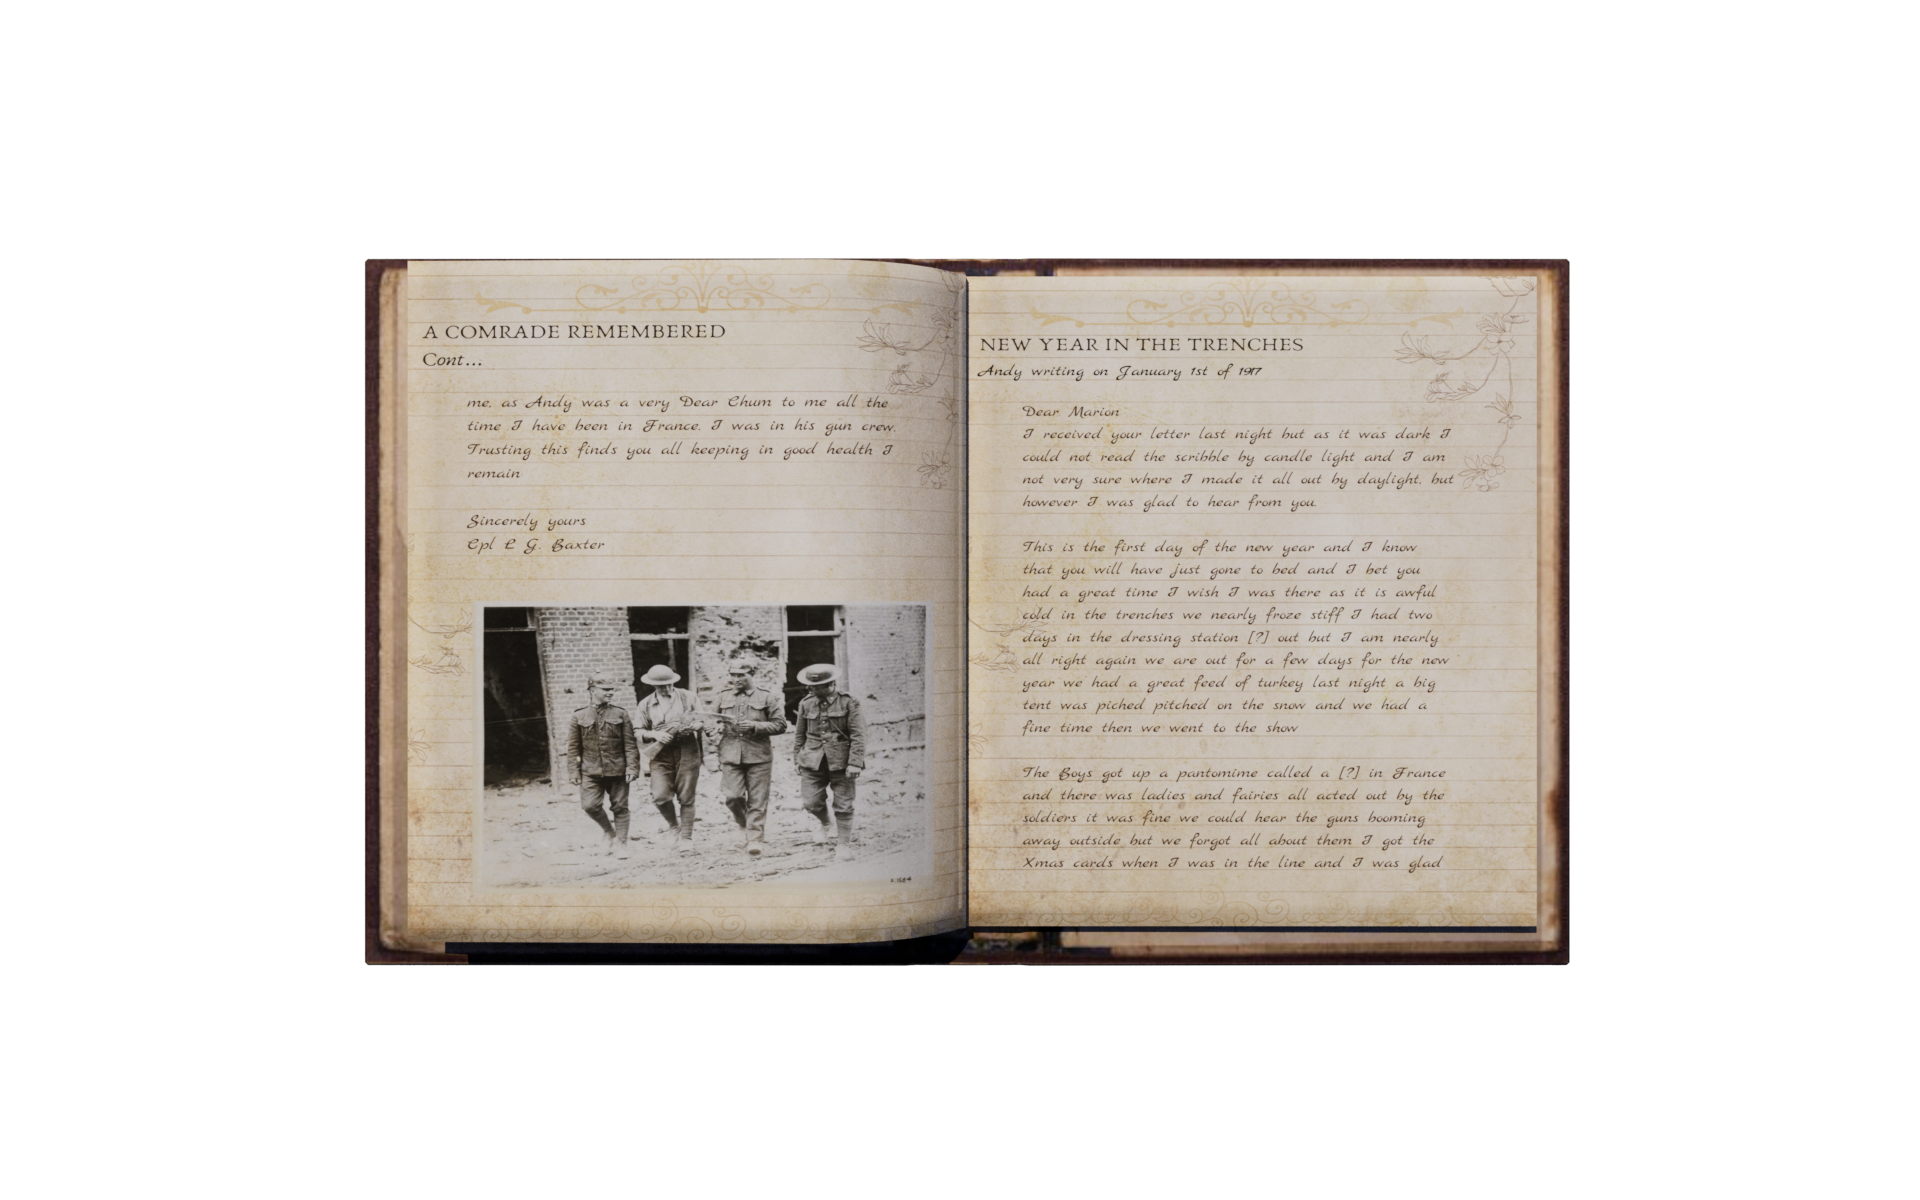 A COMRADE REMEMBERED
Cont...
me, as Andy was a very Dear Chum to me all the
time I have been in France. I was in his gun crew.
Trusting this finds you all keeping in good health I
remain
Sincerely yours
Cpl L G. Baxter
NEW YEAR IN THE TRENCHES
Andy writing on January 1st of 1917
Dear Marion
I received your letter last night but as it was dark I
could not read the scribble by candle light and I am
not very sure where I made it all out by daylight, but
however I was glad to hear from you.
This is the first day of the new year and I know
that you will have just gone to bed and I bet you
had a great time I wish I was there as it is awful
cold in the trenches we nearly froze stiff I had two
days in the dressing station [?] out but I am nearly
all right again we are out for a few days for the new
year we had a great feed of turkey last night a big
tent was piched pitched on the snow and we had a
fine time then we went to the show
The Boys got up a pantomime called a [?] in France
and there was ladies and fairies all acted out by the
soldiers it was fine we could hear the guns booming
away outside but we forgot all about them I got the
Xmas cards when I was in the line and I was glad